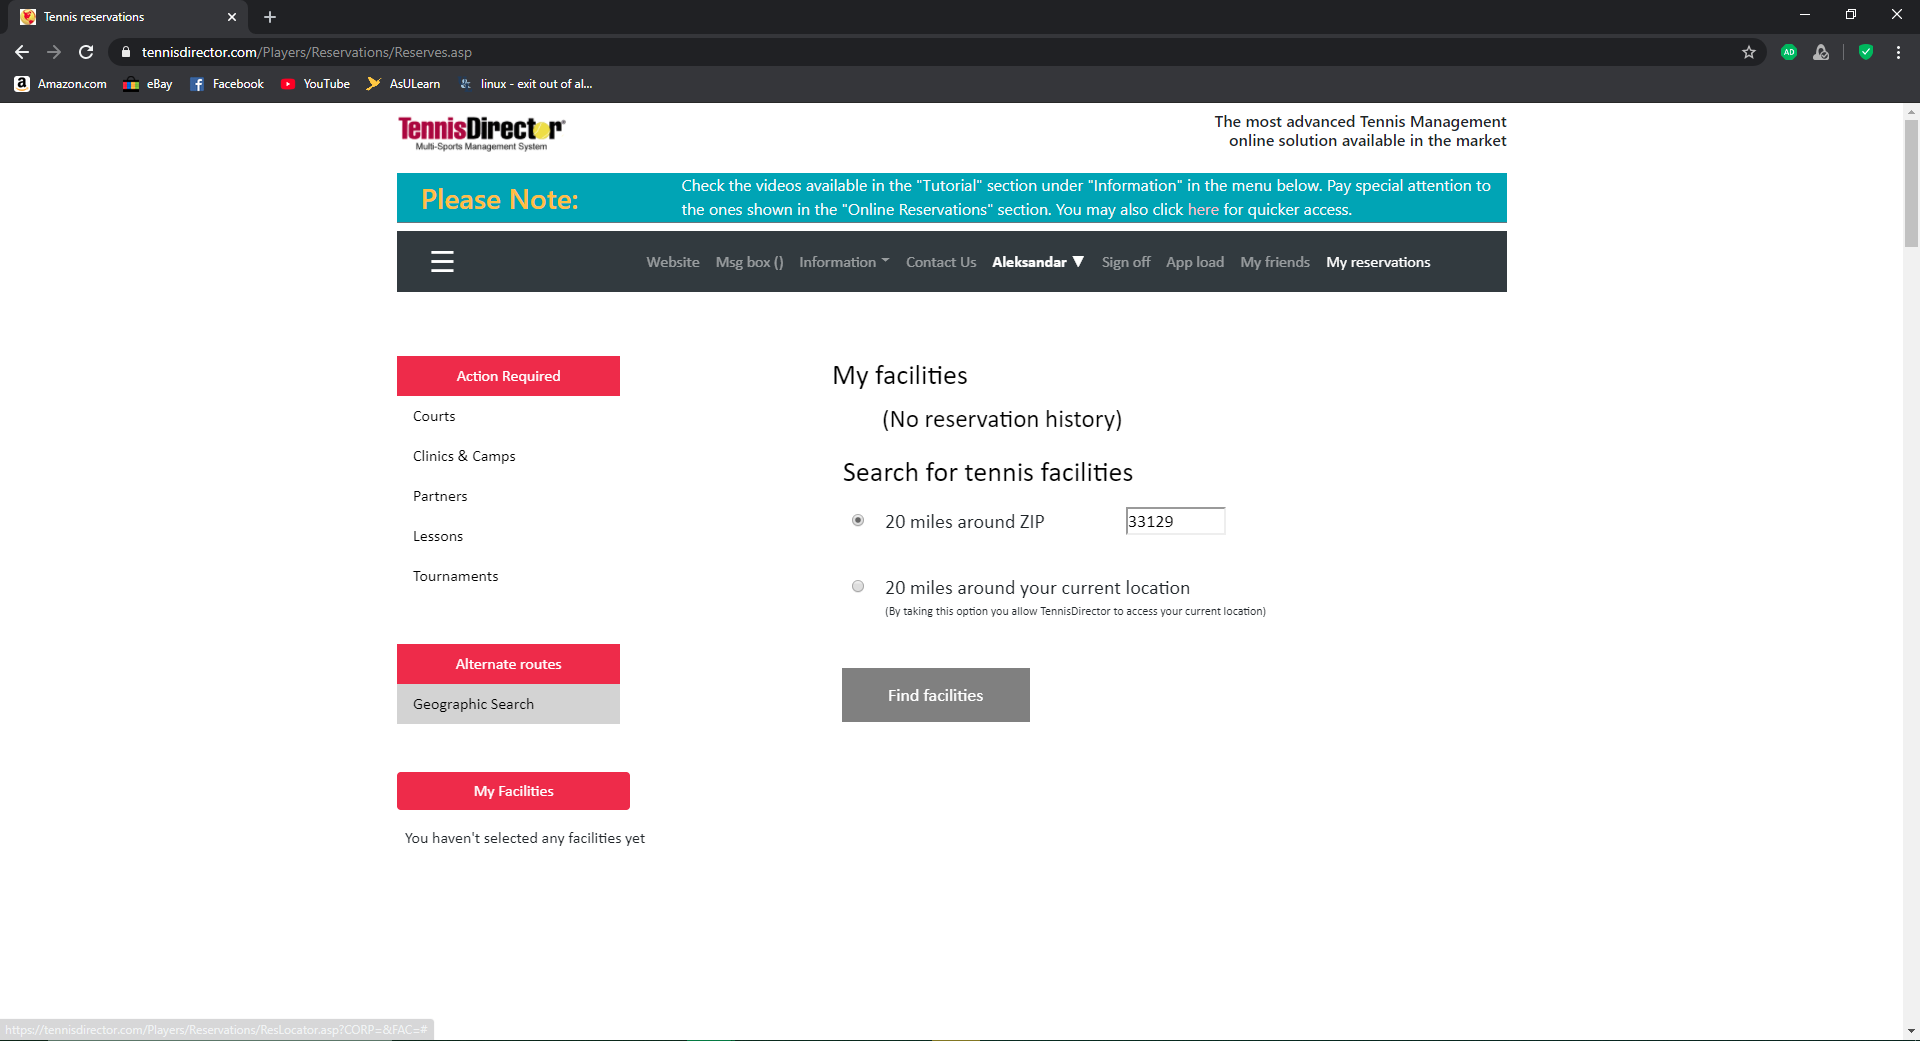 Tennis reservations
tennisdirector.com/Players/Reservations/Reserves.asp
AD
Amazon.com eBay Facebook YouTube AsULearn linux - exit out of al...
TennisDirector®
Multi-Sports Management System
The most advanced Tennis Management
online solution available in the market
Please Note:
Check the videos available in the "Tutorial" section under "Information" in the menu below. Pay special attention to
the ones shown in the "Online Reservations" section. You may also click here for quicker access.
Website Msg box () Information Contact Us Aleksandar ▼ Sign off App load My friends My reservations
Action Required
Courts
Clinics & Camps
Partners
Lessons
Tournaments
Alternate routes
Geographic Search
My Facilities
You haven't selected any facilities yet
My facilities
(No reservation history)
Search for tennis facilities
20 miles around ZIP 33129
20 miles around your current location
(By taking this option you allow TennisDirector to access your current location)
Find facilities
https://tennisdirector.com/Players/Reservations/ResLocator.asp?CORP=&FAC=#